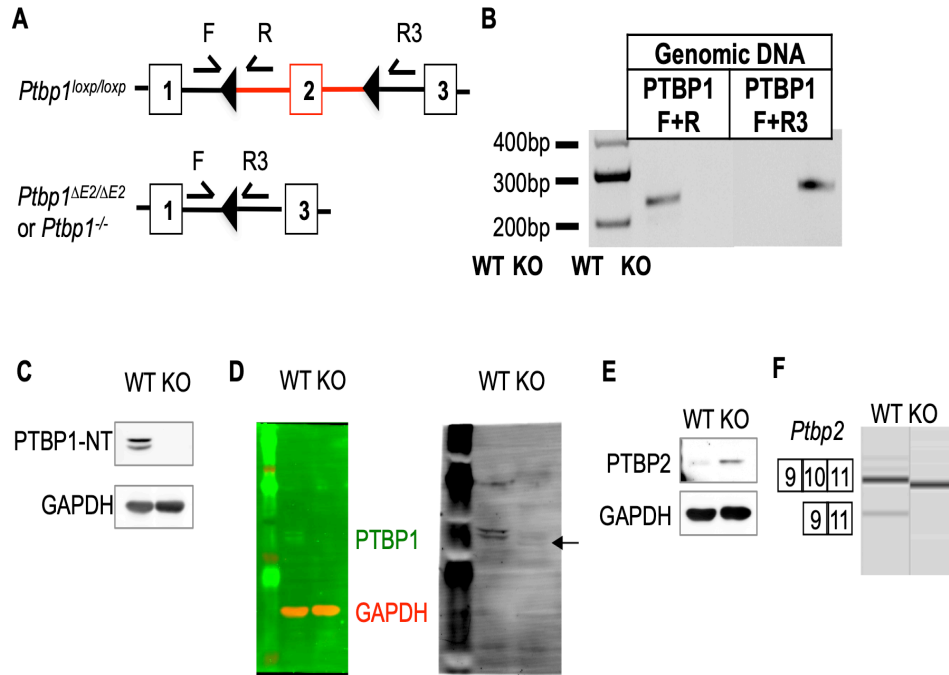 A
F R R3
Ptbp1loxp/loxp
1 2 3
F R3
Ptbp1ΔE2/ΔE2
or Ptbp1-/-
1 3
B
Genomic DNA
PTBP1 PTBP1
F+R F+R3
400bp
300bp
200bp
WT KO WT KO
C
WT KO
PTBP1-NT
GAPDH
D
WT KO WT KO
PTBP1
GAPDH
E
WT KO
PTBP2
GAPDH
F
WT KO
Ptbp2
9 10 11
9 11